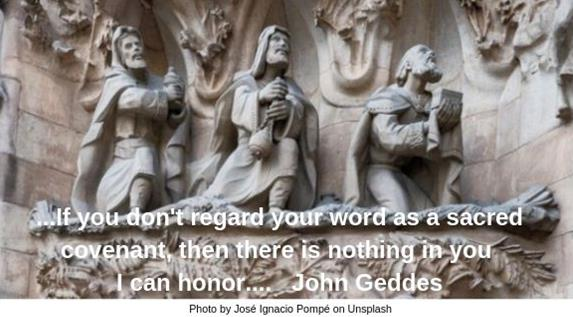 ...If you don't regard your word as a sacred
covenant, then there is nothing in you
I can honor.... John Geddes
Photo by José Ignacio Pompé on Unsplash